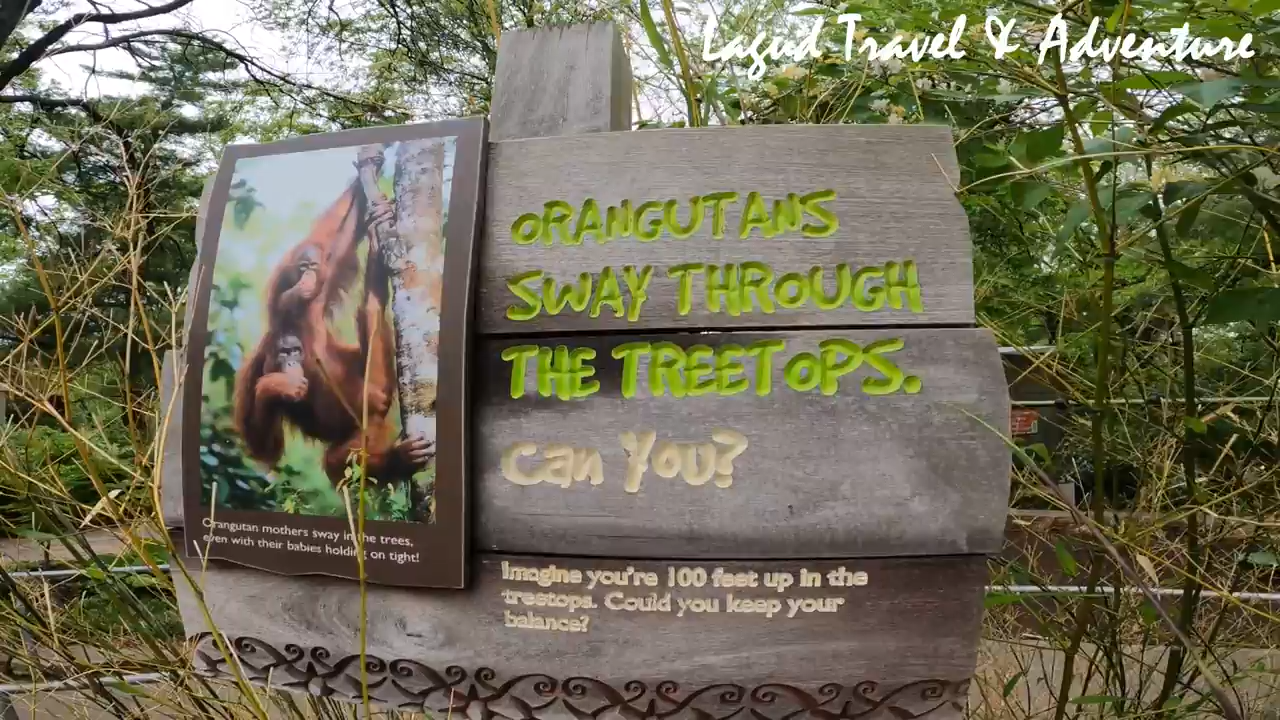 Lagud Travel & Adventure
ORANGUTANS
SWAY THROUGH
THE TREETOPS.
Can You?
Imagine you're 100 feet up in the
treetops. Could you keep your
balance?
Orangutan mothers sway in the trees,
even with their babies holding on tight!